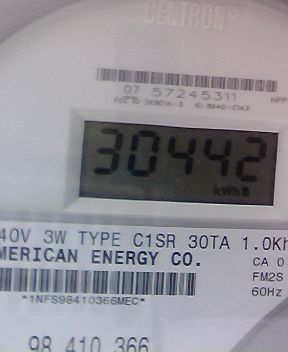 CENTRON®
07 57245311
30442
kWh
40V 3W TYPE C1SR 30TA 1.0Kh
MERICAN ENERGY CO.
CA 0
FM2S
60Hz
*1NFS98410366MEC*
98 410 366